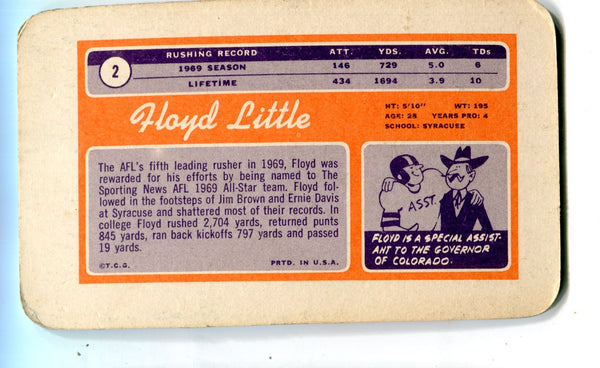 2
RUSHING RECORD ATT. YDS. AVG. TDs
1969 SEASON 146 729 5.0 6
LIFETIME 434 1694 3.9 10
Floyd Little
HT: 5'10" WT: 195
AGE: 28 YEARS PRO: 4
SCHOOL: SYRACUSE
The AFL's fifth leading rusher in 1969, Floyd was
rewarded for his efforts by being named to The
Sporting News AFL 1969 All-Star team. Floyd fol-
lowed in the footsteps of Jim Brown and Ernie Davis
at Syracuse and shattered most of their records. In
college Floyd rushed 2,704 yards, returned punts
845 yards, ran back kickoffs 797 yards and passed
19 yards.
©T.C.G. PRTD. IN U.S.A.
ASST.
FLOYD IS A SPECIAL ASSIST-
ANT TO THE GOVERNOR
OF COLORADO.